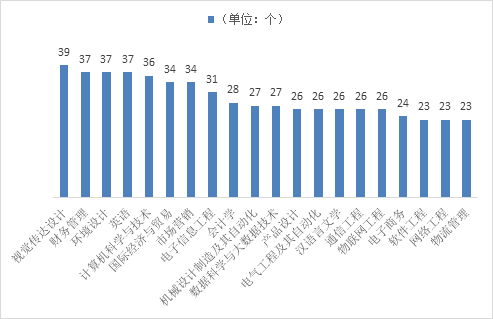 （单位：个）
39
37
37
37
36
34
34
31
28
27
27
26
26
26
26
26
24
23
23
23
视觉传达设计
财务管理
环境设计
英语
计算机科学与技术
国际经济与贸易
市场营销
电子信息工程
会计学
机械设计制造及其自动化
数据科学与大数据技术
产品设计
电气工程及其自动化
汉语言文学
通信工程
物联网工程
电子商务
软件工程
网络工程
物流管理